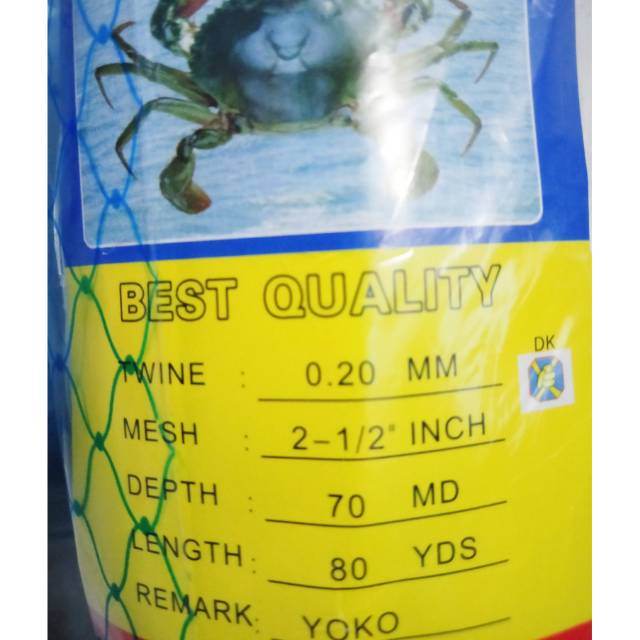 BEST QUALITY
DK
TWINE : 0.20 MM
MESH : 2-1/2" INCH
DEPTH : 70 MD
LENGTH : 80 YDS
REMARK : YOKO